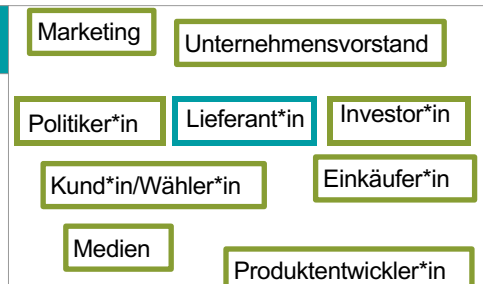 Marketing
Unternehmensvorstand
Politiker*in
Lieferant*in
Investor*in
Kund*in/Wähler*in
Einkäufer*in
Medien
Produktentwickler*in